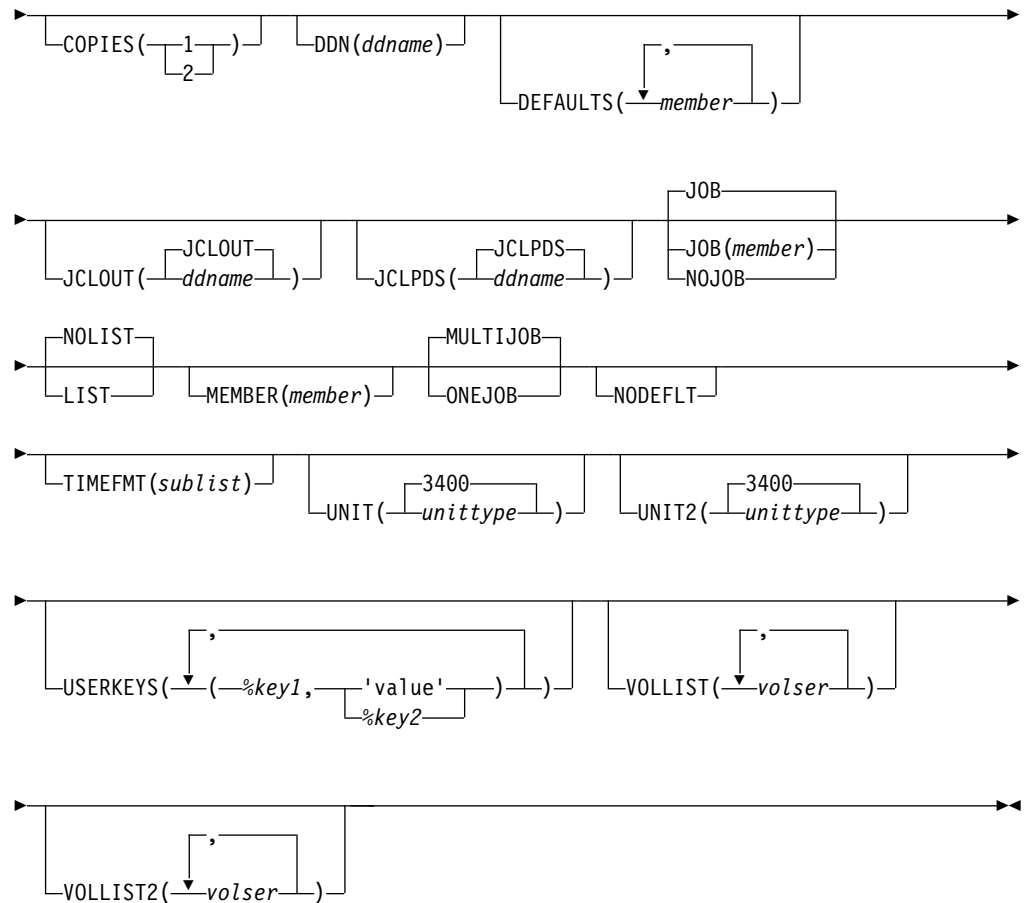 COPIES( 1 )
2
DDN(ddname)
,
DEFAULTS( member )
JCLOUT
JCLOUT( ddname )
JCLPDS
JCLPDS( ddname )
JOB
JOB(member)
NOJOB
NOLIST
LIST
MEMBER(member)
MULTIJOB
ONEJOB
NODEFLT
TIMEFMT(sublist)
3400
UNIT( unittype )
3400
UNIT2( unittype )
,
USERKEYS( ( %key1, 'value' ) )
%key2
,
VOLLIST( volser )
,
VOLLIST2( volser )